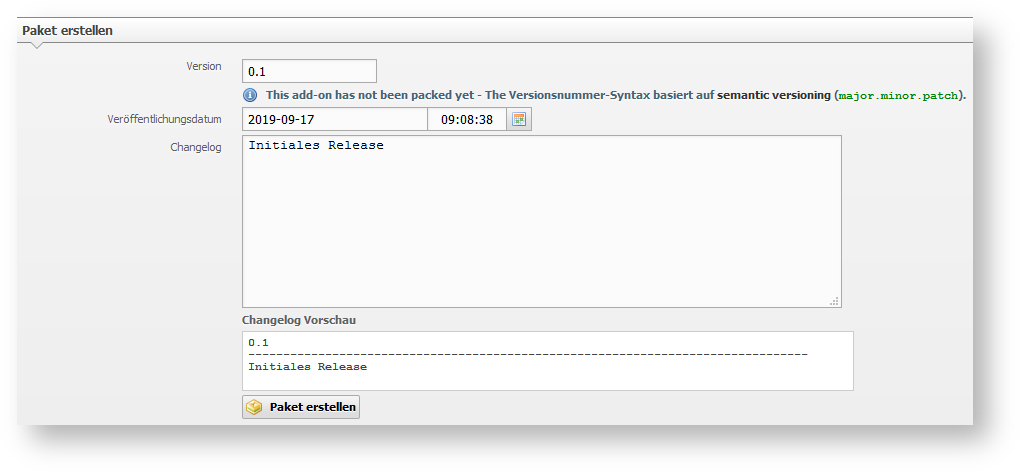 Paket erstellen
Version
0.1
This add-on has not been packed yet - The Versionsnummer-Syntax basiert auf semantic versioning (major.minor.patch).
Veröffentlichungsdatum
2019-09-17 09:08:38
Changelog
Initiales Release
Changelog Vorschau
0.1
--------------------------------------------------------------------------------
Initiales Release
Paket erstellen